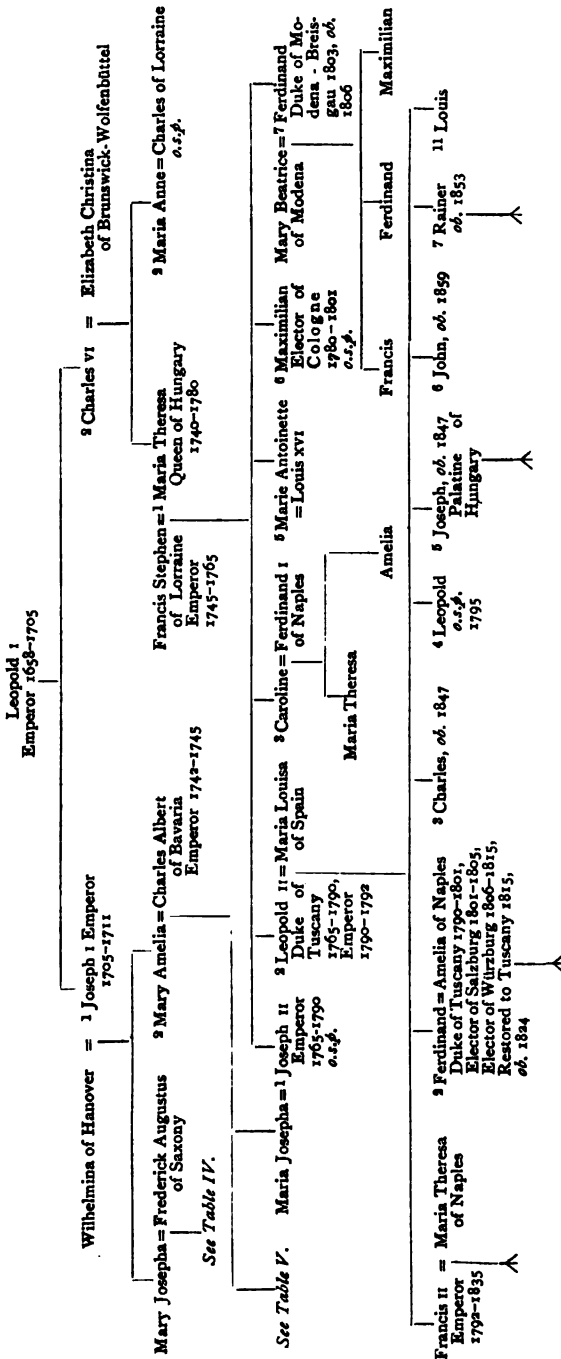 Leopold I
Emperor 1658-1705
Wilhelmina of Hanover = 1 Joseph I Emperor
1705-1711
2 Charles VI = Elizabeth Christina
of Brunswick-Wolfenbüttel
Mary Josepha = Frederick Augustus
of Saxony
See Table IV.
2 Mary Amelia = Charles Albert
of Bavaria
Emperor 1742-1745
Francis Stephen = 1 Maria Theresa
of Lorraine
Emperor
1745-1765
Queen of Hungary
1740-1780
2 Maria Anne = Charles of Lorraine
o.s.p.
See Table V.
Maria Josepha = 1 Joseph II
Emperor
1765-1790
o.s.p.
2 Leopold II = Maria Louisa
of Spain
Duke of
Tuscany
1765-1790,
Emperor
1790-1792
3 Caroline = Ferdinand I
of Naples
5 Marie Antoinette
= Louis XVI
6 Maximilian
Elector of
Cologne
1780-1801
o.s.p.
Mary Beatrice = 7 Ferdinand
of Modena
Duke of Mo-
dena - Breis-
gau 1803, ob.
1806
Maria Theresa
Amelia
Francis
Ferdinand
Maximilian
Francis II = Maria Theresa
of Naples
Emperor
1792-1835
2 Ferdinand = Amelia of Naples
Duke of Tuscany 1790-1801,
Elector of Salzburg 1801-1805,
Elector of Würzburg 1806-1815,
Restored to Tuscany 1815,
ob. 1824
3 Charles, ob. 1847
4 Leopold
o.s.p.
1795
5 Joseph, ob. 1847
Palatine of
Hungary
6 John, ob. 1859
7 Rainer
ob. 1853
11 Louis